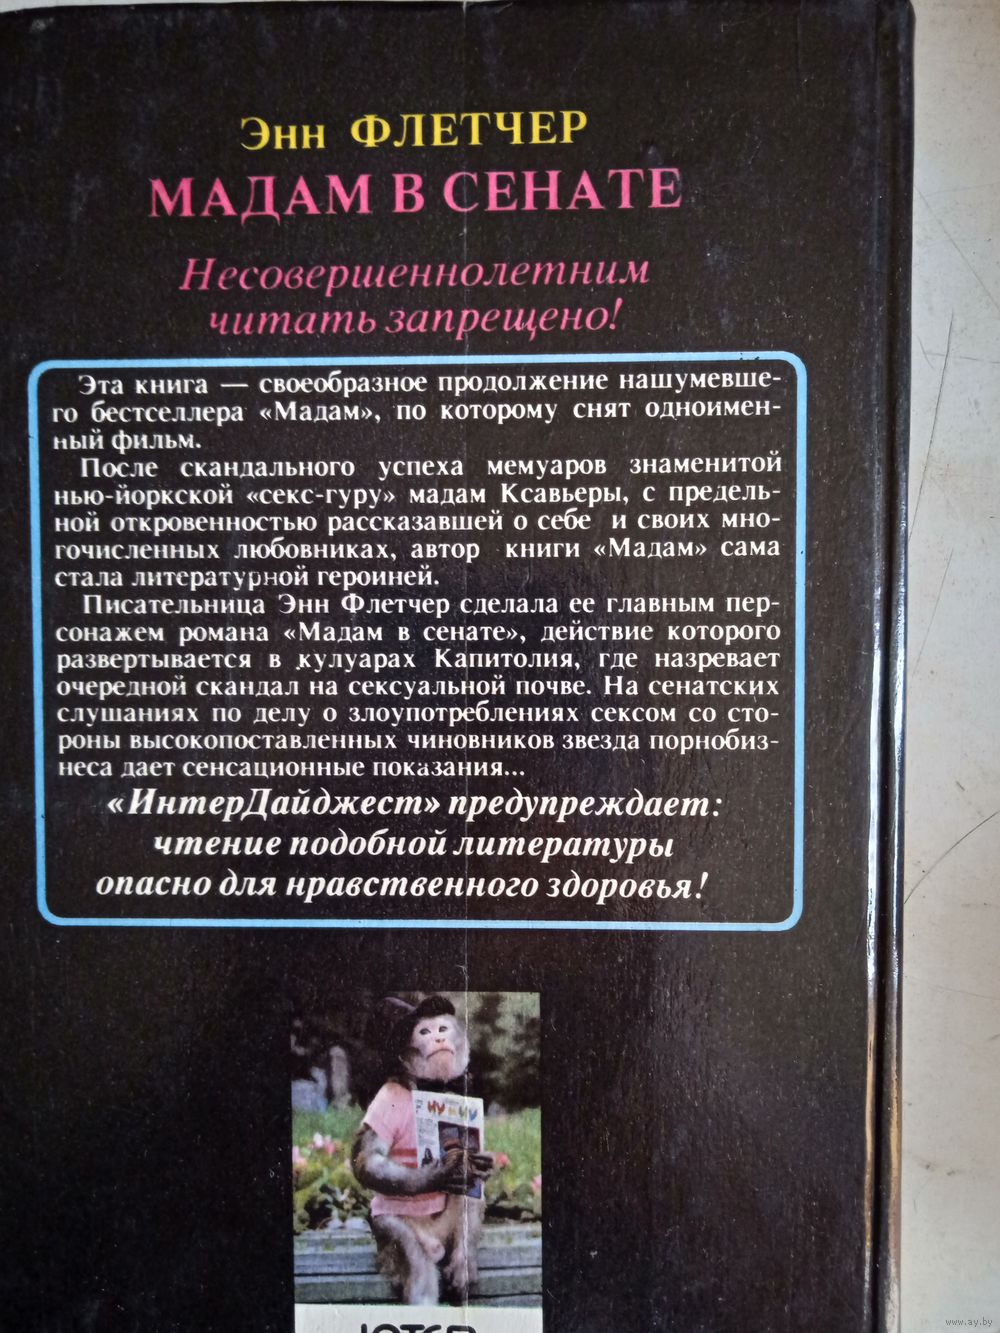 Энн ФЛЕТЧЕР
МАДАМ В СЕНАТЕ
Несовершеннолетним
читать запрещено!
Эта книга — своеобразное продолжение нашумевше-
го бестселлера «Мадам», по которому снят одноимен-
ный фильм.
После скандального успеха мемуаров знаменитой
нью-йоркской «секс-гуру» мадам Ксавьеры, с предель-
ной откровенностью рассказавшей о себе и своих мно-
гочисленных любовниках, автор книги «Мадам» сама
стала литературной героиней.
Писательница Энн Флетчер сделала ее главным пер-
сонажем романа «Мадам в сенате», действие которого
развертывается в кулуарах Капитолия, где назревает
очередной скандал на сексуальной почве. На сенатских
слушаниях по делу о злоупотреблениях сексом со сто-
роны высокопоставленных чиновников звезда порнобиз-
неса дает сенсационные показания...
«ИнтерДайджест» предупреждает:
чтение подобной литературы
опасно для нравственного здоровья!
www.ay.by